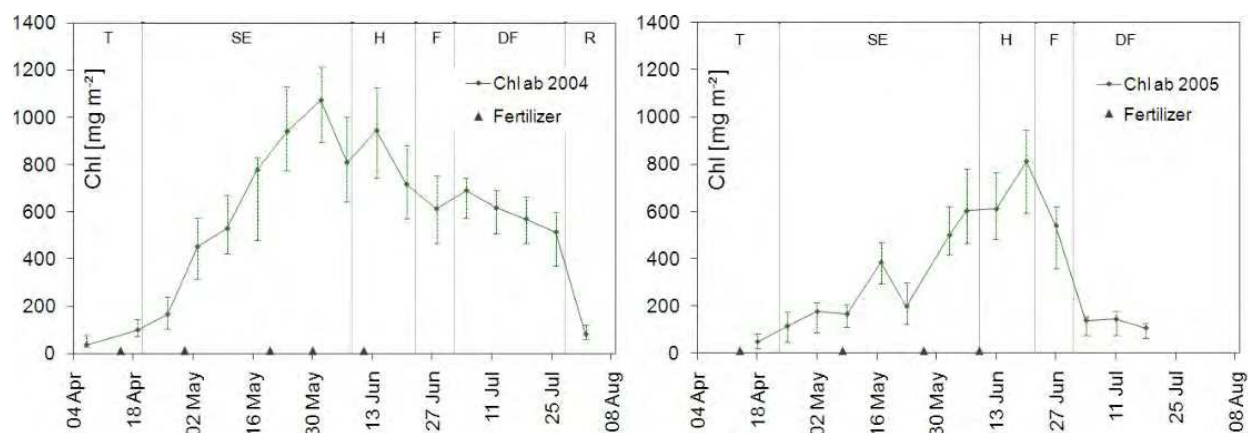 1400
1200
1000
800
600
400
200
0
Chl [mg m⁻²]
T SE H F DF R
Chl ab 2004
Fertilizer
04 Apr
18 Apr
02 May
16 May
30 May
13 Jun
27 Jun
11 Jul
25 Jul
08 Aug
1400
1200
1000
800
600
400
200
0
Chl [mg m⁻²]
T SE H F DF
Chl ab 2005
Fertilizer
04 Apr
18 Apr
02 May
16 May
30 May
13 Jun
27 Jun
11 Jul
25 Jul
08 Aug